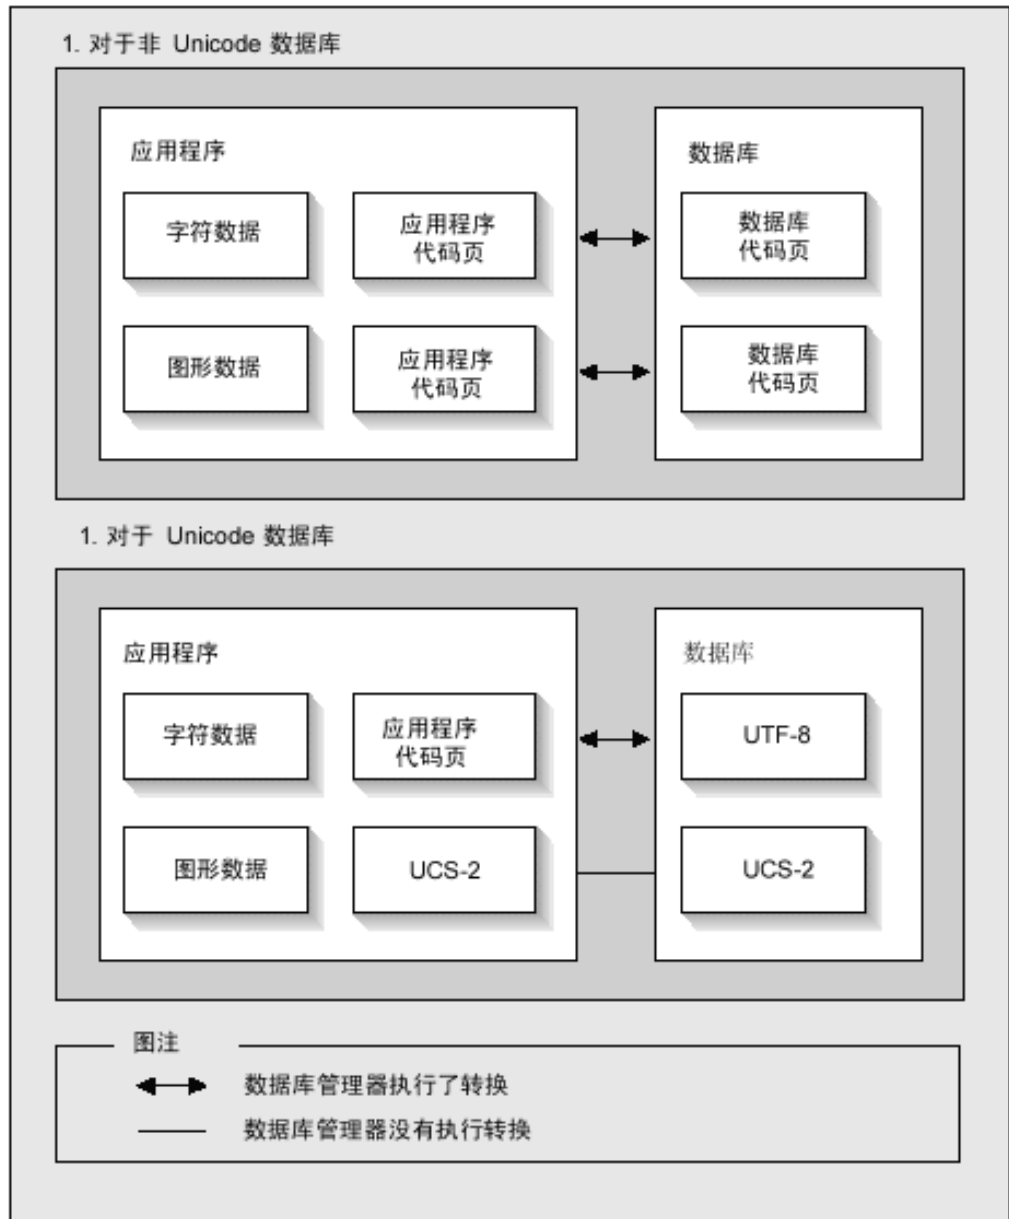 1. 对于非 Unicode 数据库
应用程序
数据库
字符数据
应用程序
代码页
数据库
代码页
图形数据
应用程序
代码页
数据库
代码页
1. 对于 Unicode 数据库
应用程序
数据库
字符数据
应用程序
代码页
UTF-8
图形数据
UCS-2
UCS-2
图注
数据库管理器执行了转换
数据库管理器没有执行转换